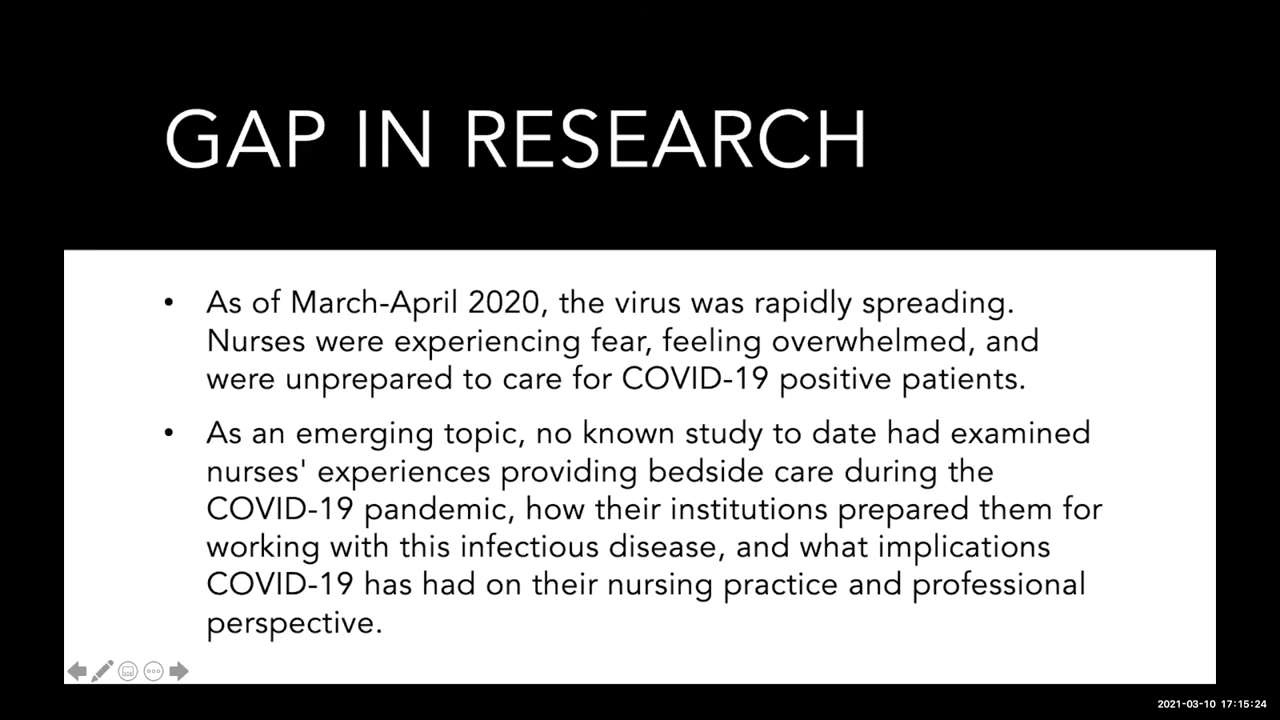 GAP IN RESEARCH
• As of March-April 2020, the virus was rapidly spreading.
Nurses were experiencing fear, feeling overwhelmed, and
were unprepared to care for COVID-19 positive patients.
• As an emerging topic, no known study to date had examined
nurses' experiences providing bedside care during the
COVID-19 pandemic, how their institutions prepared them for
working with this infectious disease, and what implications
COVID-19 has had on their nursing practice and professional
perspective.
2021-03-10 17:15:24